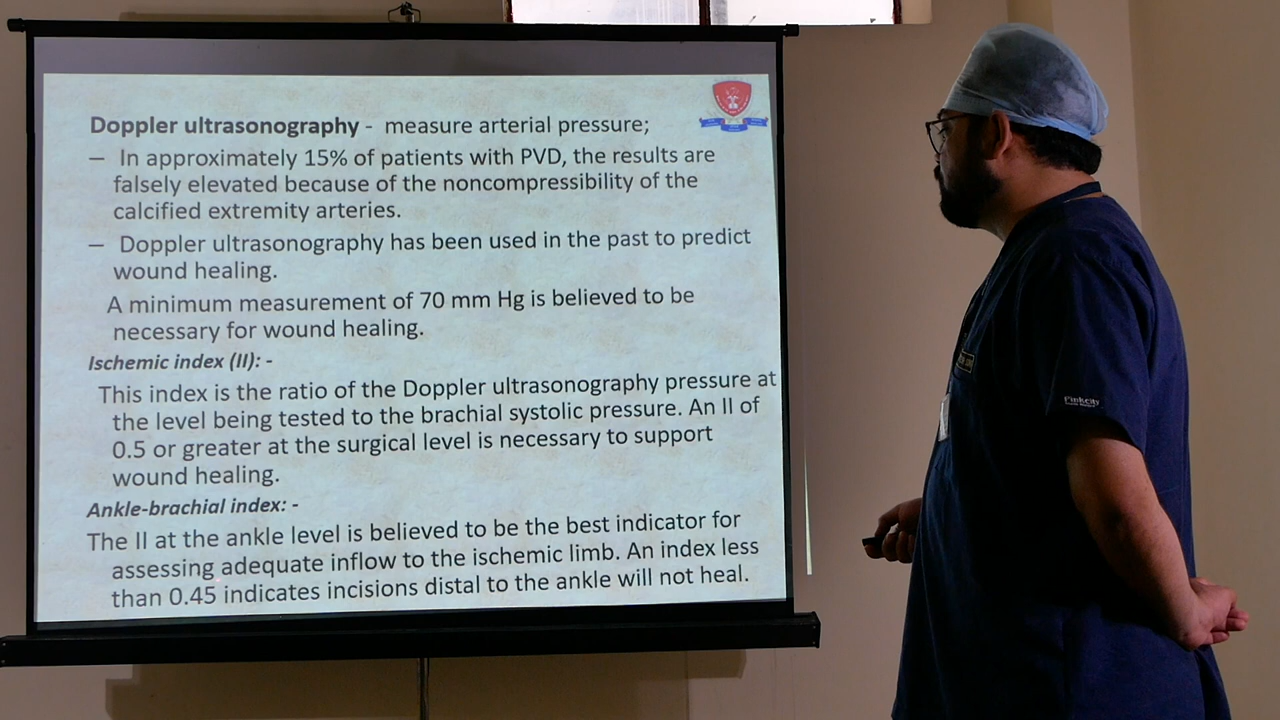 Doppler ultrasonography - measure arterial pressure;
– In approximately 15% of patients with PVD, the results are
falsely elevated because of the noncompressibility of the
calcified extremity arteries.
– Doppler ultrasonography has been used in the past to predict
wound healing.
A minimum measurement of 70 mm Hg is believed to be
necessary for wound healing.
Ischemic index (II): -
This index is the ratio of the Doppler ultrasonography pressure at
the level being tested to the brachial systolic pressure. An II of
0.5 or greater at the surgical level is necessary to support
wound healing.
Ankle-brachial index: -
The II at the ankle level is believed to be the best indicator for
assessing adequate inflow to the ischemic limb. An index less
than 0.45 indicates incisions distal to the ankle will not heal.
Pinkcity